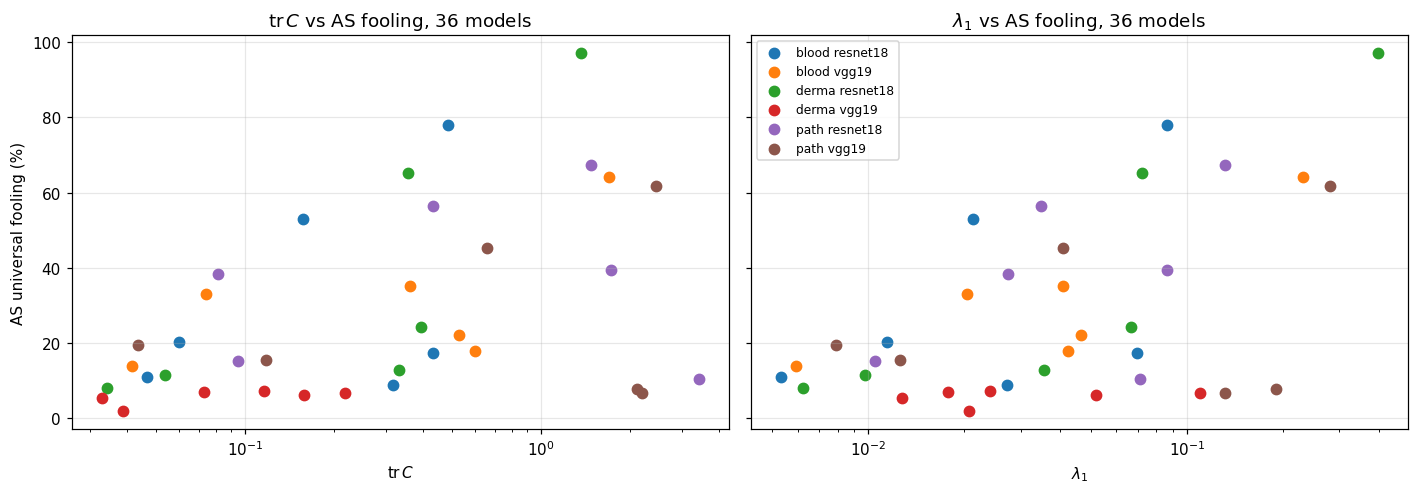 tr C vs AS fooling, 36 models
λ₁ vs AS fooling, 36 models
AS universal fooling (%)
100
80
60
40
20
0
10⁻¹
10⁰
tr C
blood resnet18
blood vgg19
derma resnet18
derma vgg19
path resnet18
path vgg19
10⁻²
10⁻¹
λ₁